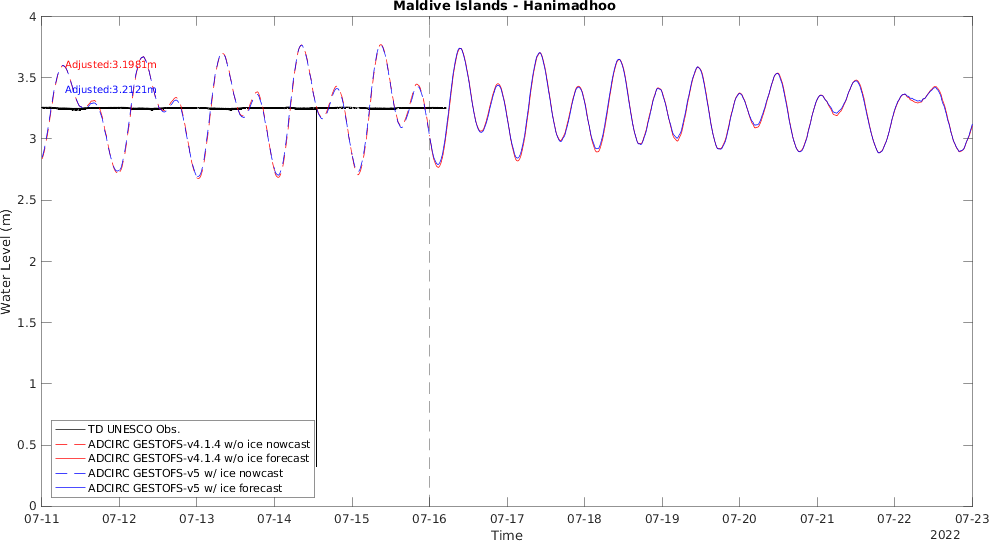 Maldive Islands - Hanimadhoo
4
3.5
3
2.5
2
1.5
1
0.5
0
Water Level (m)
Adjusted:3.1981m
Adjusted:3.2121m
TD UNESCO Obs.
ADCIRC GESTOFS-v4.1.4 w/o ice nowcast
ADCIRC GESTOFS-v4.1.4 w/o ice forecast
ADCIRC GESTOFS-v5 w/ ice nowcast
ADCIRC GESTOFS-v5 w/ ice forecast
07-11 07-12 07-13 07-14 07-15 07-16 07-17 07-18 07-19 07-20 07-21 07-22 07-23
Time
2022